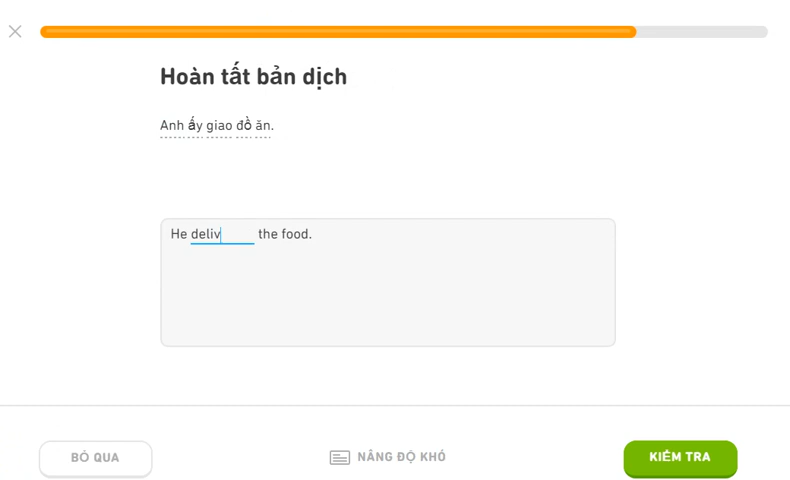 Hoàn tất bản dịch
Anh ấy giao đồ ăn.
He deliv the food.
BỎ QUA
NÂNG ĐỘ KHÓ
KIỂM TRA